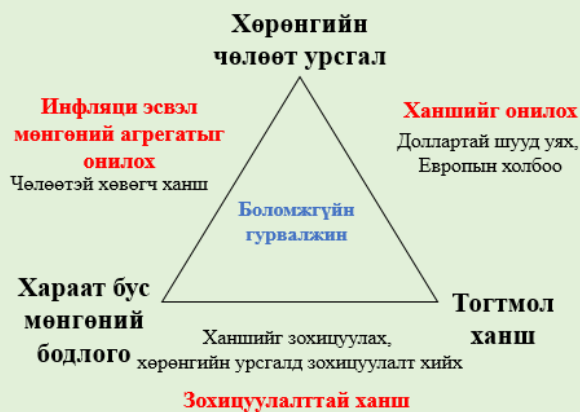 Хөрөнгийн
чөлөөт урсгал
Инфляци эсвэл
мөнгөний агрегатыг
онилох
Чөлөөтэй хөвөгч ханш
Ханшийг онилох
Доллартай шууд уях,
Европын холбоо
Боломжгүйн
гурвалжин
Хараат бус
мөнгөний
бодлого
Тогтмол
ханш
Ханшийг зохицуулах,
хөрөнгийн урсгалд зохицуулалт хийх
Зохицуулалттай ханш